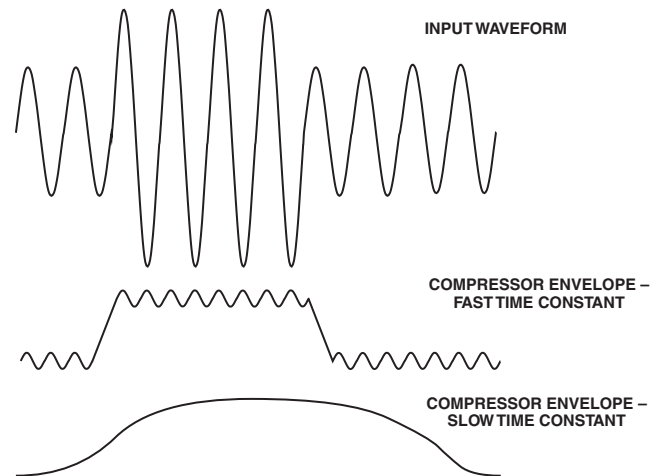 INPUT WAVEFORM
COMPRESSOR ENVELOPE –
FAST TIME CONSTANT
COMPRESSOR ENVELOPE –
SLOW TIME CONSTANT